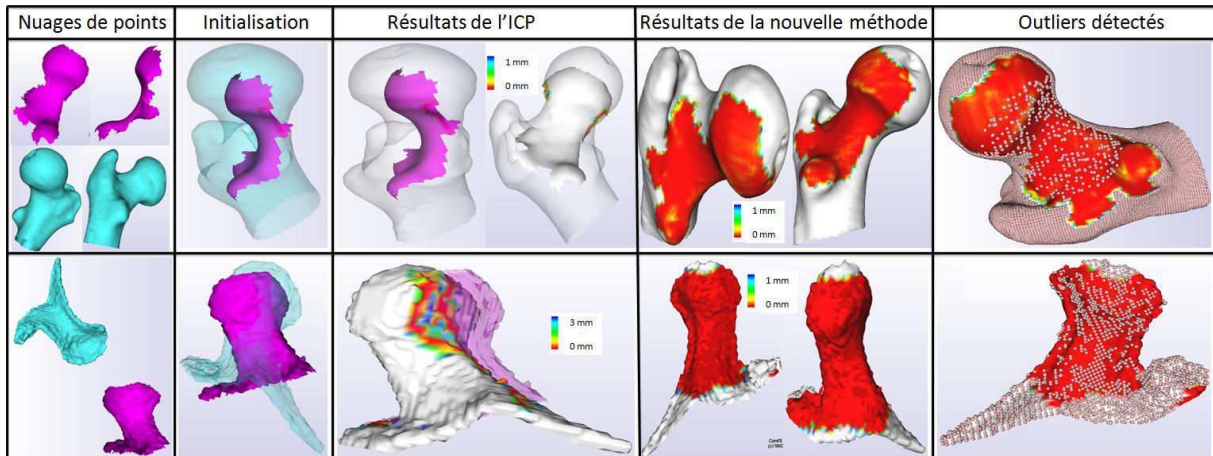 Nuages de points
Initialisation
Résultats de l'ICP
Résultats de la nouvelle méthode
Outliers détectés
1 mm
0 mm
1 mm
0 mm
3 mm
0 mm
1 mm
0 mm